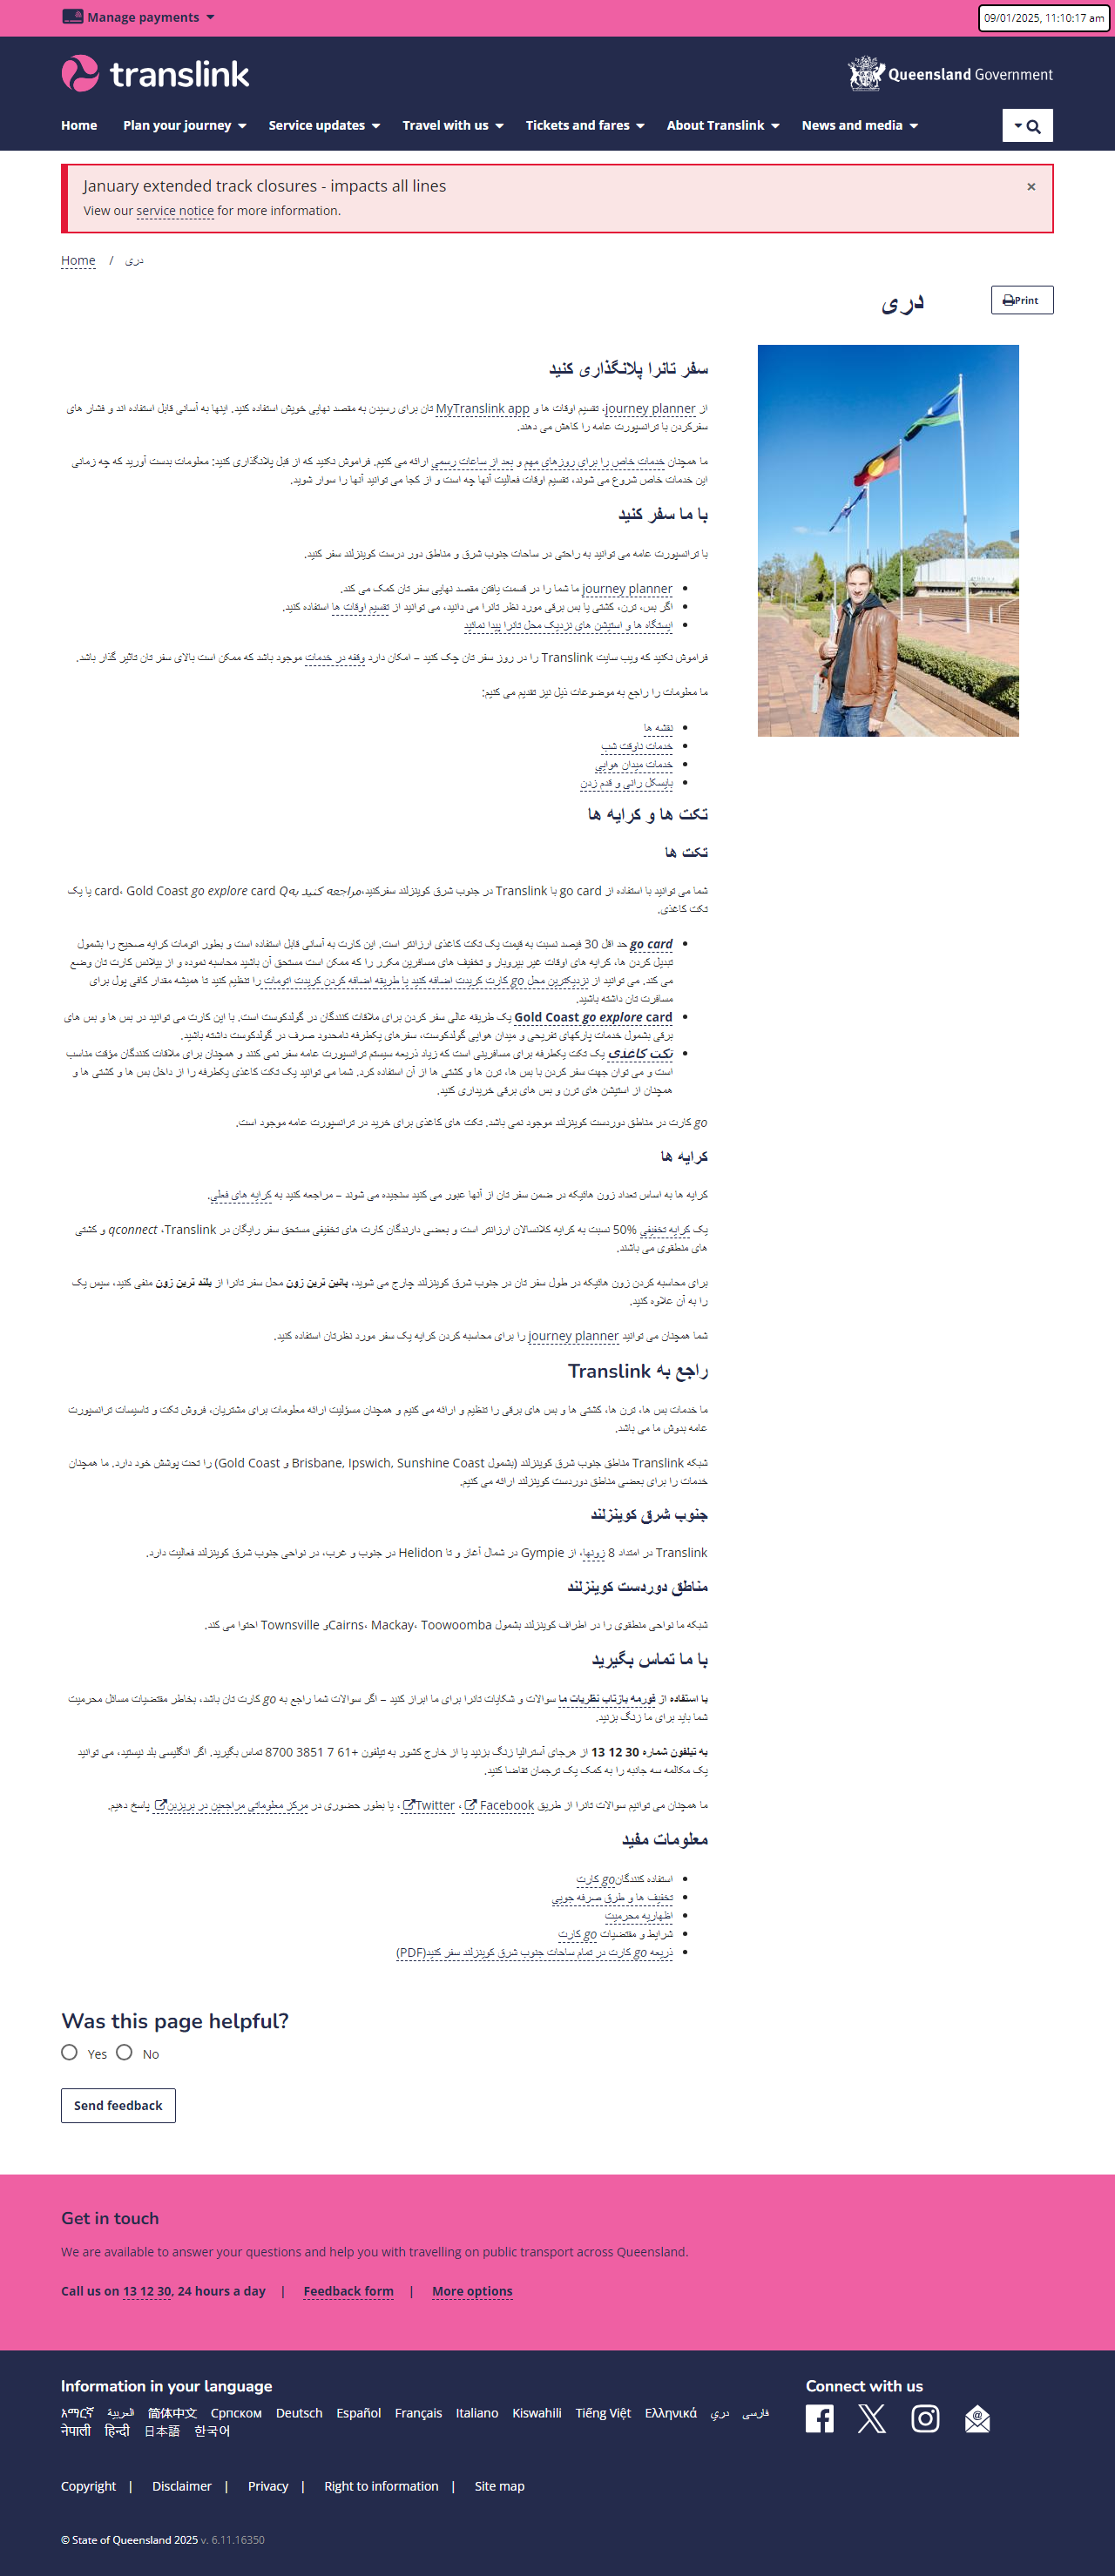 Manage payments
09/01/2025, 11:10:17 am
translink
Queensland Government
Home Plan your journey Service updates Travel with us Tickets and fares About Translink News and media
January extended track closures - impacts all lines
×
View our service notice for more information.
Home / دری
دری
Print
سفر تانرا پلانگذاری کنید
از journey planner، تقسیم اوقات ها و MyTranslink app تان برای رسیدن به مقصد نهایی خویش استفاده کنید. اینها به آسانی قابل استفاده اند و فشار های
سفرکردن با ترانسپورت عامه را کاهش می دهند.
ما همچنان خدمات خاص را برای روزهای مهم و بعد از ساعات رسمی ارائه می کنیم. فراموش نکنید که از قبل پلانگذاری کنید: معلومات بدست آورید که چه زمانی
این خدمات خاص شروع می شوند، تقسیم اوقات فعالیت آنها چه است و از کجا می توانید آنها را سوار شوید.
با ما سفر کنید
با ترانسپورت عامه می توانید به راحتی در ساحات جنوب شرق و مناطق دور درست کوینزلند سفر کنید.
• journey planner ما شما را در قسمت یافتن مقصد نهایی سفر تان کمک می کند.
• اگر بس، ترن، کشتی یا بس برقی مورد نظر تانرا می دانید، می توانید از تقسیم اوقات ها استفاده کنید.
• ایستگاه ها و استیشن های نزدیک محل تانرا پیدا نمائید
فراموش نکنید که ویب سایت Translink را در روز سفر تان چک کنید – امکان دارد وقفه در خدمات موجود باشد که ممکن است بالای سفر تان تاثیر گذار باشد.
ما معلومات را راجع به موضوعات ذیل نیز تقدیم می کنیم:
• نقشه ها
• خدمات ناوقت شب
• خدمات میدان هوایی
• بایسکل رانی و قدم زدن
تکت ها و کرایه ها
تکت ها
شما می توانید با استفاده از go card با Translink در جنوب شرق کوینزلند سفرکنید،مراجعه کنید بهQ card، Gold Coast go explore card یا یک
تکت کاغذی.
• go card حد اقل 30 فیصد نسبت به قیمت یک تکت کاغذی ارزانتر است. این کارت به آسانی قابل استفاده است و بطور اتومات کرایه صحیح را بشمول
تبدیل کردن ها، کرایه های اوقات غیر بیروبار و تخفیف های مسافرین مکرر را که ممکن است مستحق آن باشید محاسبه نموده و از بیلانس کارت تان وضع
می کند. می توانید از نزدیکترین محل go کارت کریدت اضافه کنید یا طریقه اضافه کردن کریدت اتومات را تنظیم کنید تا همیشه مقدار کافی پول برای
مسافرت تان داشته باشید.
• Gold Coast go explore card یک طریقه عالی سفر کردن برای ملاقات کنندگان در گولدکوست است. با این کارت می توانید در بس ها و بس های
برقی بشمول خدمات پارکهای تفریحی و میدان هوایی گولدکوست، سفرهای یکطرفه نامحدود صرف در گولدکوست داشته باشید.
• تکت کاغذی یک تکت یکطرفه برای مسافرینی است که زیاد ذریعه سیستم ترانسپورت عامه سفر نمی کنند و همچنان برای ملاقات کنندگان مؤقت مناسب
است و می توان جهت سفر کردن با بس ها، ترن ها و کشتی ها از آن استفاده کرد. شما می توانید یک تکت کاغذی یکطرفه را از داخل بس ها و کشتی ها و
همچنان از استیشن های ترن و بس های برقی خریداری کنید.
go کارت در مناطق دوردست کوینزلند موجود نمی باشد. تکت های کاغذی برای خرید در ترانسپورت عامه موجود است.
کرایه ها
کرایه ها به اساس تعداد زون هائیکه در ضمن سفر تان از آنها عبور می کنید سنجیده می شوند – مراجعه کنید به کرایه های فعلی.
یک کرایه تخفیفی 50% نسبت به کرایه کلانسالان ارزانتر است و بعضی دارندگان کارت های تخفیفی مستحق سفر رایگان در Translink، qconnect و کشتی
های منطقوی می باشند.
برای محاسبه کردن زون هائیکه در طول سفر تان در جنوب شرق کوینزلند چارج می شوید، پائین ترین زون محل سفر تانرا از بلند ترین زون منفی کنید، سپس یک
را به آن علاوه کنید.
شما همچنان می توانید journey planner را برای محاسبه کردن کرایه یک سفر مورد نظرتان استفاده کنید.
راجع به Translink
ما خدمات بس ها، ترن ها، کشتی ها و بس های برقی را تنظیم و ارائه می کنیم و همچنان مسؤلیت ارائه معلومات برای مشتریان، فروش تکت و تاسیسات ترانسپورت
عامه بدوش ما می باشد.
شبکه Translink مناطق جنوب شرق کوینزلند (بشمول Brisbane, Ipswich, Sunshine Coast و Gold Coast) را تحت پوشش خود دارد. ما همچنان
خدمات را برای بعضی مناطق دوردست کوینزلند ارائه می کنیم.
جنوب شرق کوینزلند
Translink در امتداد 8 زونها، از Gympie در شمال آغاز و تا Helidon در جنوب و غرب، در نواحی جنوب شرق کوینزلند فعالیت دارد.
مناطق دوردست کوینزلند
شبکه ما نواحی منطقوی را در اطراف کوینزلند بشمول Cairns، Mackay، Toowoombaو Townsville احتوا می کند.
با ما تماس بگیرید
با استفاده از فورمه بازتاب نظریات ما سوالات و شکایات تانرا برای ما ابراز کنید – اگر سوالات شما راجع به go کارت تان باشد، بخاطر مقتضیات مسائل محرمیت
شما باید برای ما زنگ بزنید.
به تیلفون شماره 30 12 13 از هرجای آسترالیا زنگ بزنید یا از خارج کشور به تیلفون +61 7 3851 8700 تماس بگیرید. اگر انگلیسی بلد نیستید، می توانید
یک مکالمه سه جانبه را به کمک یک ترجمان تقاضا کنید.
ما همچنان می توانیم سوالات تانرا از طریق Facebook ، Twitter ، یا بطور حضوری در مرکز معلوماتی مراجعین در بریزبن پاسخ دهیم.
معلومات مفید
• استفاده کنندگانgo کارت
• تخفیف ها و طرق صرفه جویی
• اظهاریه محرمیت
• شرایط و مقتضیات go کارت
• ذریعه go کارت در تمام ساحات جنوب شرق کوینزلند سفر کنید(PDF)
Was this page helpful?
Yes No
Send feedback
Get in touch
We are available to answer your questions and help you with travelling on public transport across Queensland.
Call us on 13 12 30, 24 hours a day | Feedback form | More options
Information in your language
Connect with us
አማርኛ العربية 简体中文 Српском Deutsch Español Français Italiano Kiswahili Tiếng Việt Ελληνικά دري فارسی
नेपाली हिन्दी 日本語 한국어
Copyright | Disclaimer | Privacy | Right to information | Site map
© State of Queensland 2025 v. 6.11.16350